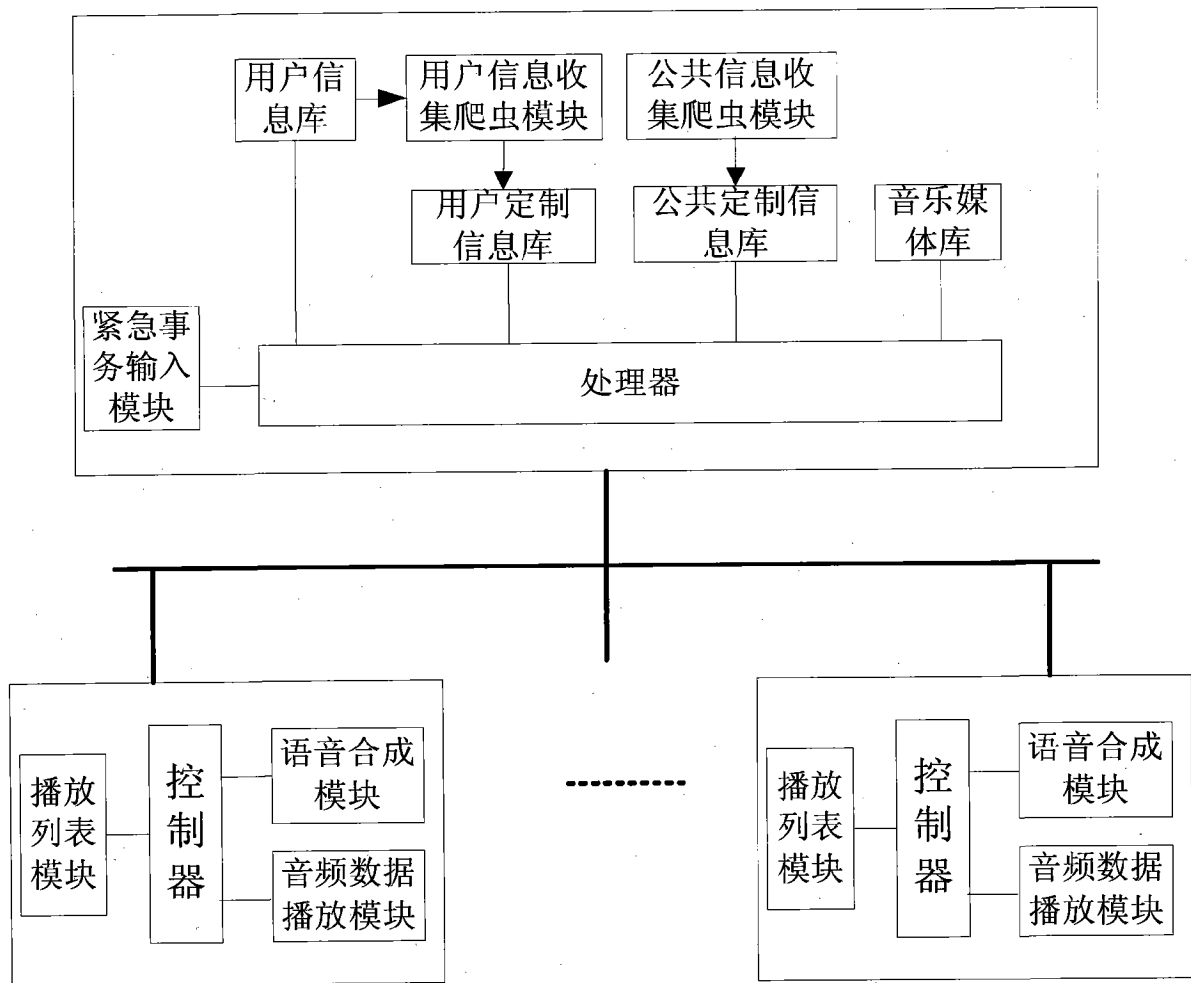 用户信
息库
用户信息收
集爬虫模块
公共信息收
集爬虫模块
用户定制
信息库
公共定制信
息库
音乐媒
体库
紧急事
务输入
模块
处理器
播放
列表
模块
控
制
器
语音合成
模块
音频数据
播放模块
播放
列表
模块
控
制
器
语音合成
模块
音频数据
播放模块